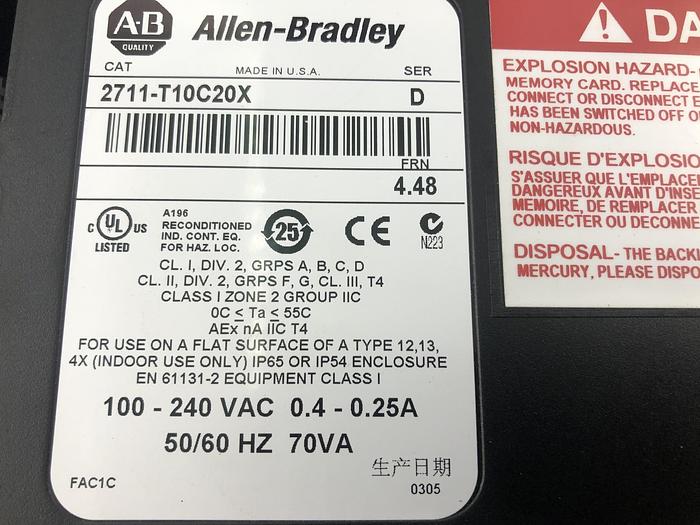 A·B
QUALITY
Allen-Bradley
CAT MADE IN U.S.A. SER
2711-T10C20X D
FRN
4.48
C UL US
LISTED
A196
RECONDITIONED
IND. CONT. EQ.
FOR HAZ. LOC.
25
CE
N223
CL. I, DIV. 2, GRPS A, B, C, D
CL. II, DIV. 2, GRPS F, G, CL. III, T4
CLASS I ZONE 2 GROUP IIC
0C ≤ Ta ≤ 55C
AEx nA IIC T4
FOR USE ON A FLAT SURFACE OF A TYPE 12,13,
4X (INDOOR USE ONLY) IP65 OR IP54 ENCLOSURE
EN 61131-2 EQUIPMENT CLASS I
100 - 240 VAC 0.4 - 0.25A
50/60 HZ 70VA
生产日期
FAC1C 0305
DA
EXPLOSION HAZARD-
MEMORY CARD. REPLACE
CONNECT OR DISCONNECT E
HAS BEEN SWITCHED OFF O
NON-HAZARDOUS.
RISQUE D'EXPLOSIO
S'ASSUER QUE L'EMPLACE
DANGEREUX AVANT D'INSE
MEMOIRE, DE REMPLACER
CONNECTER OU DECONNE
DISPOSAL- THE BACKL
MERCURY, PLEASE DISPO